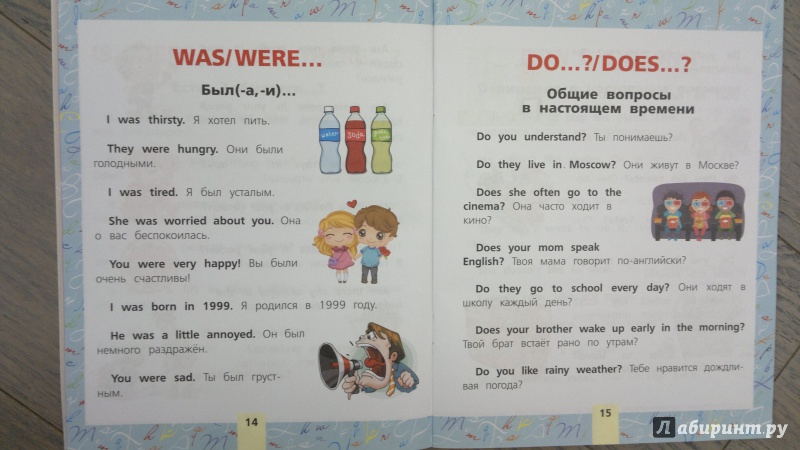 WAS/WERE...
Был(-а,-и)...
I was thirsty. Я хотел пить.
They were hungry. Они были
голодными.
I was tired. Я был усталым.
She was worried about you. Она
о вас беспокоилась.
You were very happy! Вы были
очень счастливы!
I was born in 1999. Я родился в 1999 году.
He was a little annoyed. Он был
немного раздражён.
You were sad. Ты был груст-
ным.
water
Soda
14
DO...?/DOES...?
Общие вопросы
в настоящем времени
Do you understand? Ты понимаешь?
Do they live in Moscow? Они живут в Москве?
Does she often go to the
cinema? Она часто ходит в
кино?
Does your mom speak
English? Твоя мама говорит по-английски?
Do they go to school every day? Они ходят в
школу каждый день?
Does your brother wake up early in the morning?
Твой брат встаёт рано по утрам?
Do you like rainy weather? Тебе нравится дождли-
вая погода?
15
Лабиринт.ру